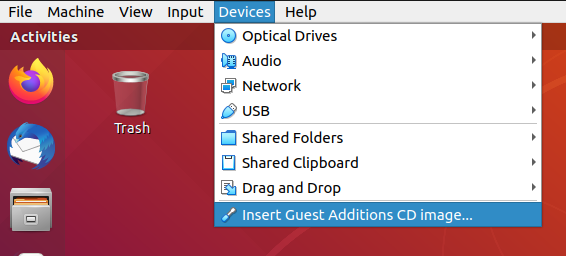 File Machine View Input Devices Help
Activities
Optical Drives
Audio
Network
USB
Shared Folders
Shared Clipboard
Drag and Drop
Insert Guest Additions CD image...
Trash